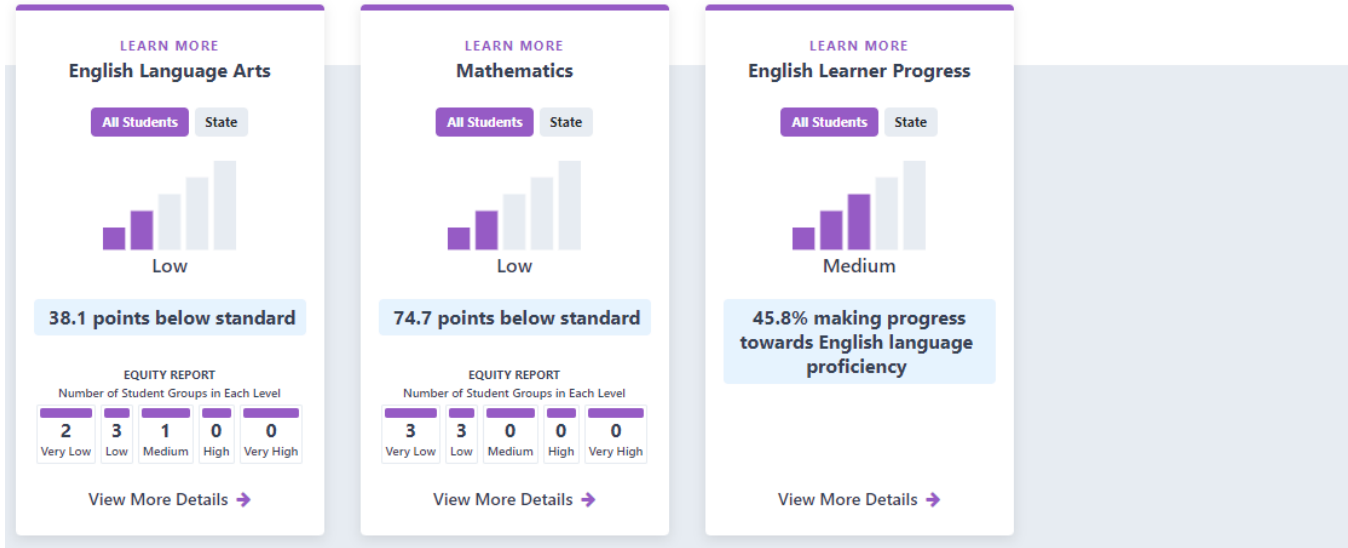 LEARN MORE
English Language Arts
All Students State
Low
38.1 points below standard
EQUITY REPORT
Number of Student Groups in Each Level
2 3 1 0 0
Very Low Low Medium High Very High
View More Details
LEARN MORE
Mathematics
All Students State
Low
74.7 points below standard
EQUITY REPORT
Number of Student Groups in Each Level
3 3 0 0 0
Very Low Low Medium High Very High
View More Details
LEARN MORE
English Learner Progress
All Students State
Medium
45.8% making progress
towards English language
proficiency
View More Details